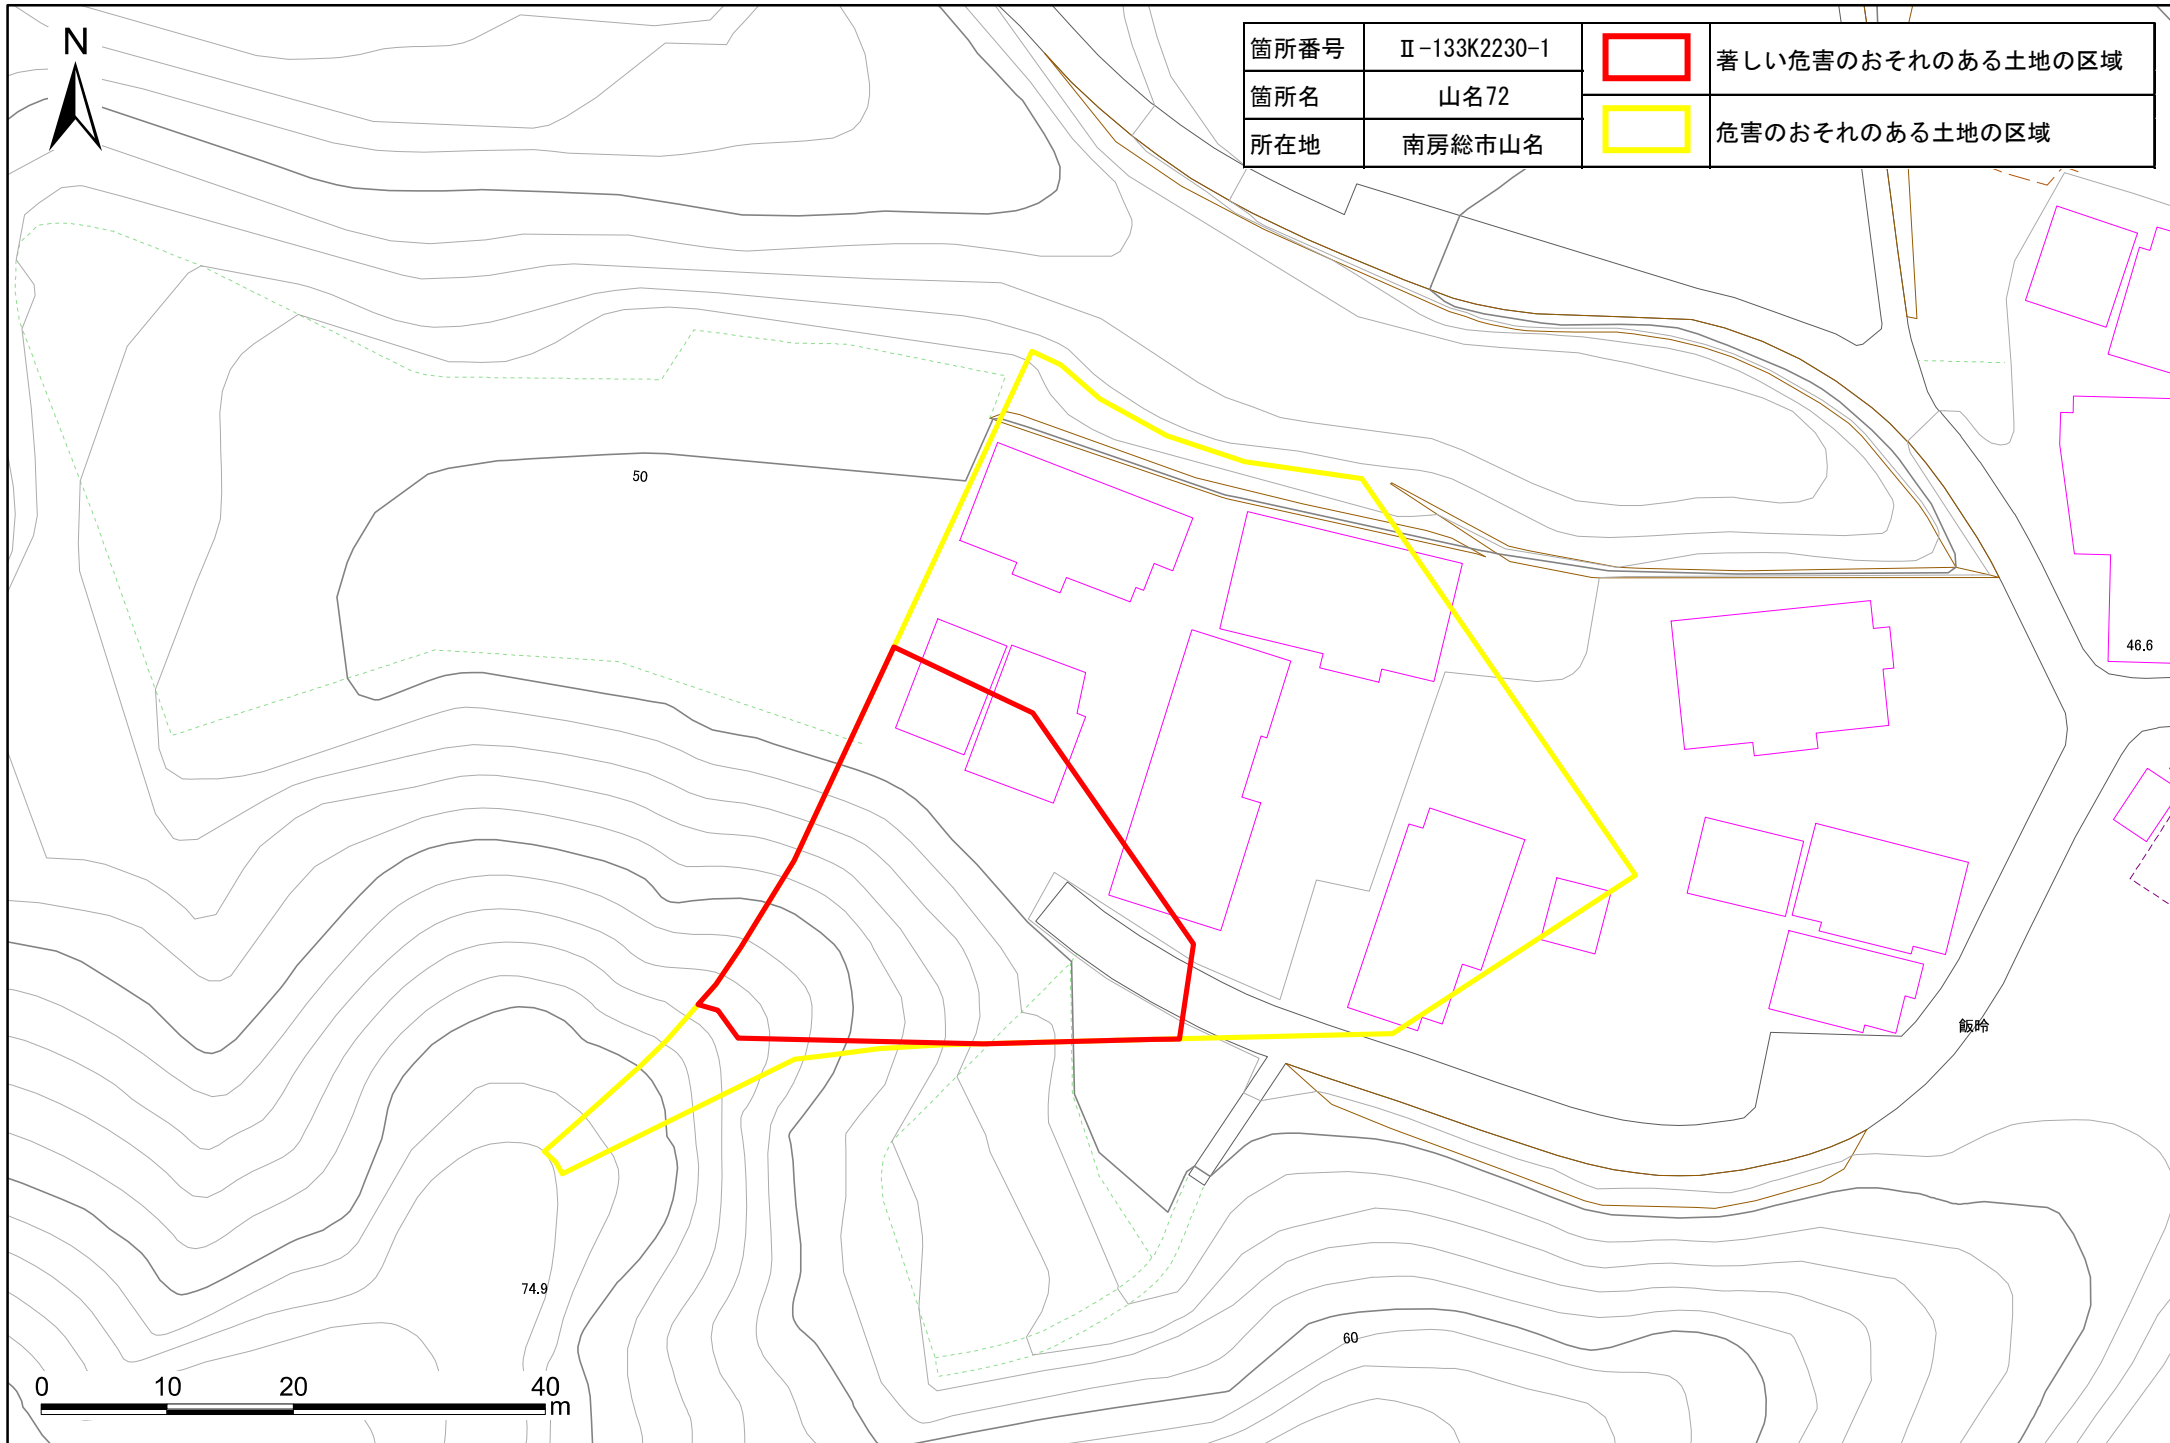 N
箇所番号 Ⅱ-133K2230-1 著しい危害のおそれのある土地の区域
箇所名 山名72
危害のおそれのある土地の区域
所在地 南房総市山名
50
46.6
飯呤
74.9
60
0 10 20 40
m